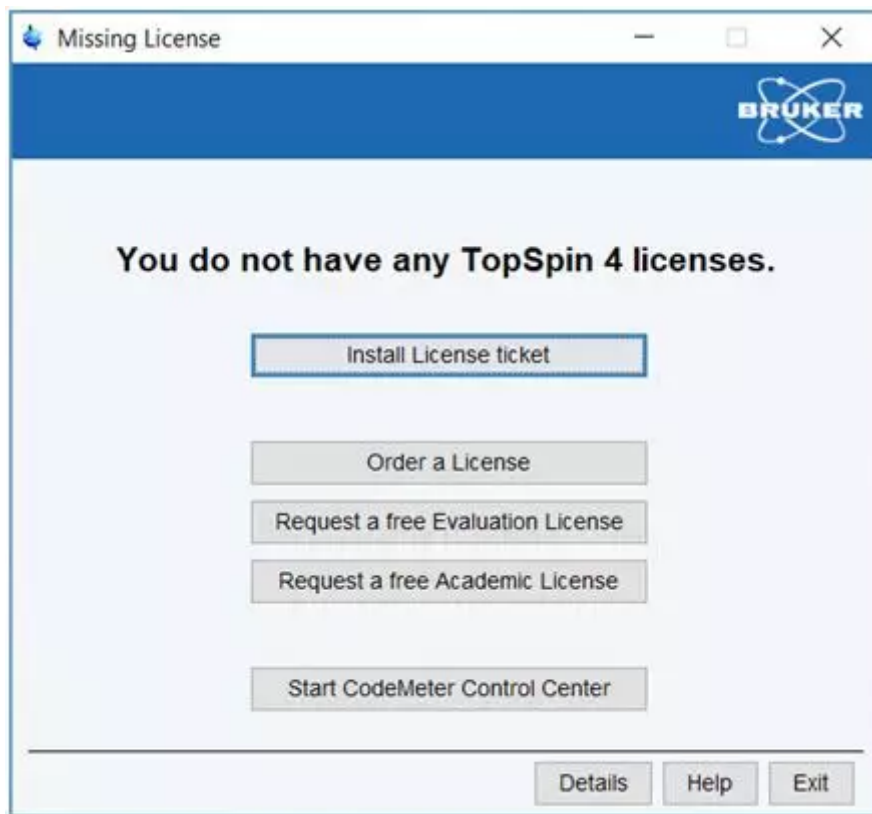 Missing License
BRUKER
You do not have any TopSpin 4 licenses.
Install License ticket
Order a License
Request a free Evaluation License
Request a free Academic License
Start CodeMeter Control Center
Details Help Exit